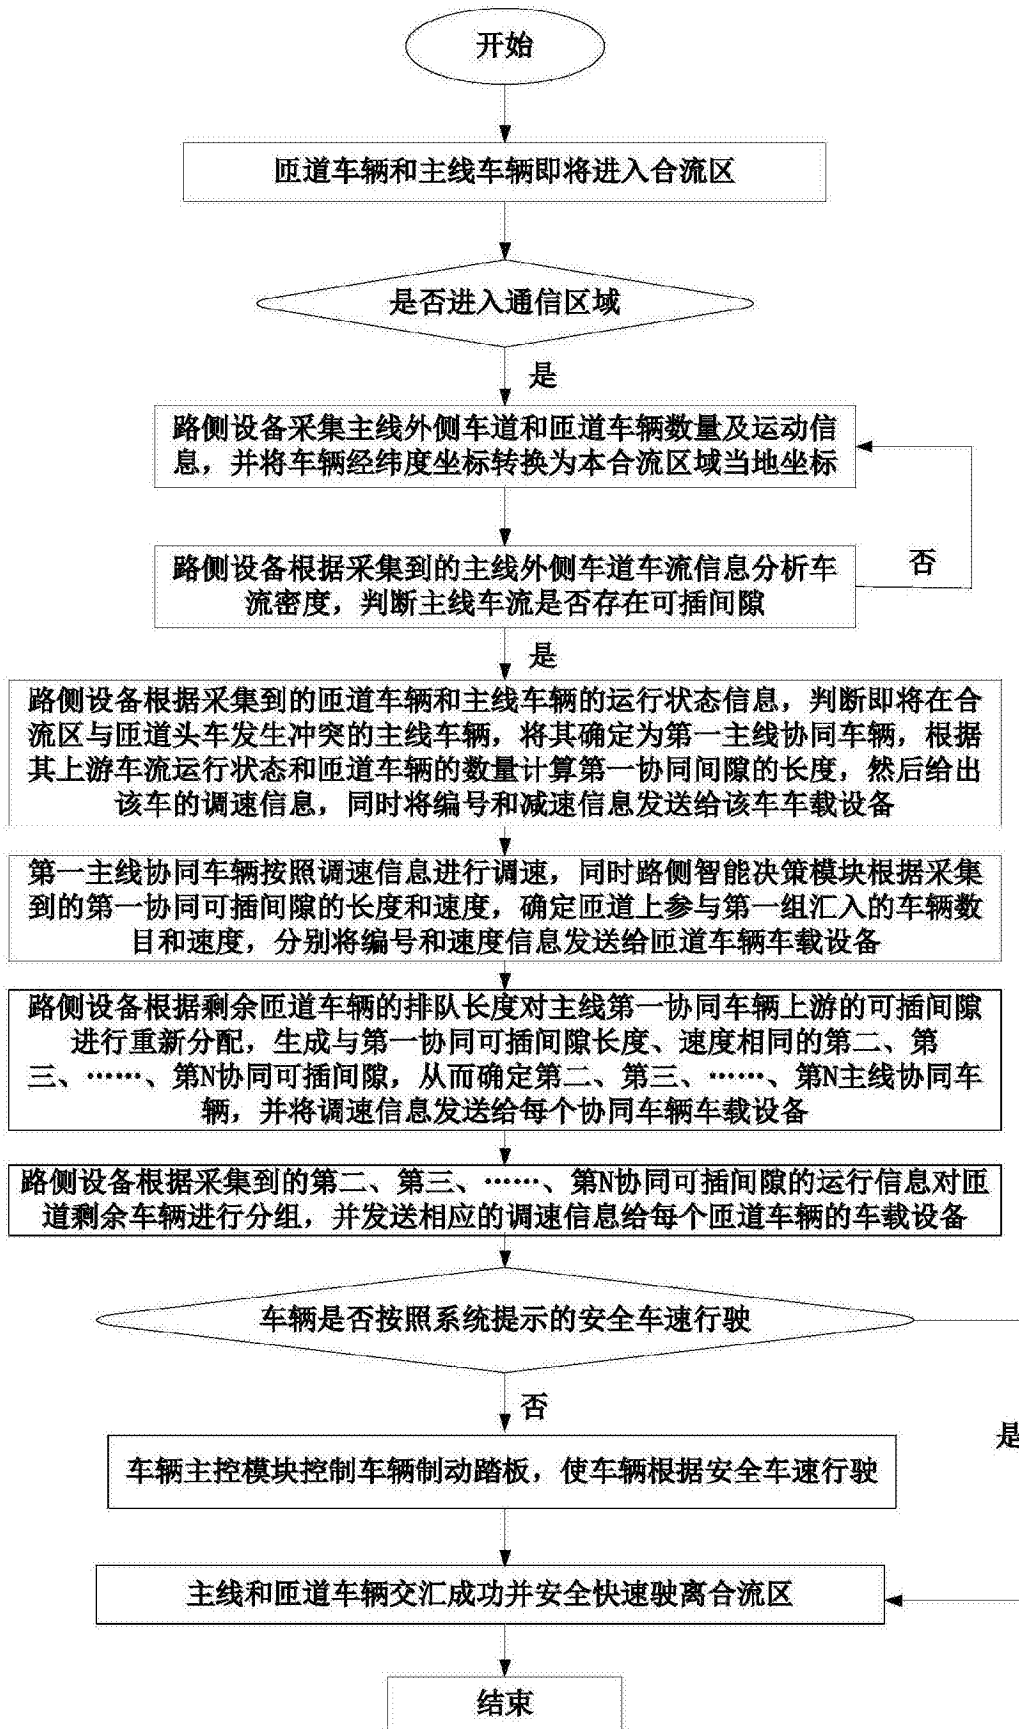 开始
匝道车辆和主线车辆即将进入合流区
是否进入通信区域
是
路侧设备采集主线外侧车道和匝道车辆数量及运动信
息，并将车辆经纬度坐标转换为本合流区域当地坐标
路侧设备根据采集到的主线外侧车道车流信息分析车
流密度，判断主线车流是否存在可插间隙
否
是
路侧设备根据采集到的匝道车辆和主线车辆的运行状态信息，判断即将在合
流区与匝道头车发生冲突的主线车辆，将其确定为第一主线协同车辆，根据
其上游车流运行状态和匝道车辆的数量计算第一协同间隙的长度，然后给出
该车的调速信息，同时将编号和减速信息发送给该车车载设备
第一主线协同车辆按照调速信息进行调速，同时路侧智能决策模块根据采集
到的第一协同可插间隙的长度和速度，确定匝道上参与第一组汇入的车辆数
目和速度，分别将编号和速度信息发送给匝道车辆车载设备
路侧设备根据剩余匝道车辆的排队长度对主线第一协同车辆上游的可插间隙
进行重新分配，生成与第一协同可插间隙长度、速度相同的第二、第
三、……、第N协同可插间隙，从而确定第二、第三、……、第N主线协同车
辆，并将调速信息发送给每个协同车辆车载设备
路侧设备根据采集到的第二、第三、……、第N协同可插间隙的运行信息对匝
道剩余车辆进行分组，并发送相应的调速信息给每个匝道车辆的车载设备
车辆是否按照系统提示的安全车速行驶
否
是
车辆主控模块控制车辆制动踏板，使车辆根据安全车速行驶
主线和匝道车辆交汇成功并安全快速驶离合流区
结束